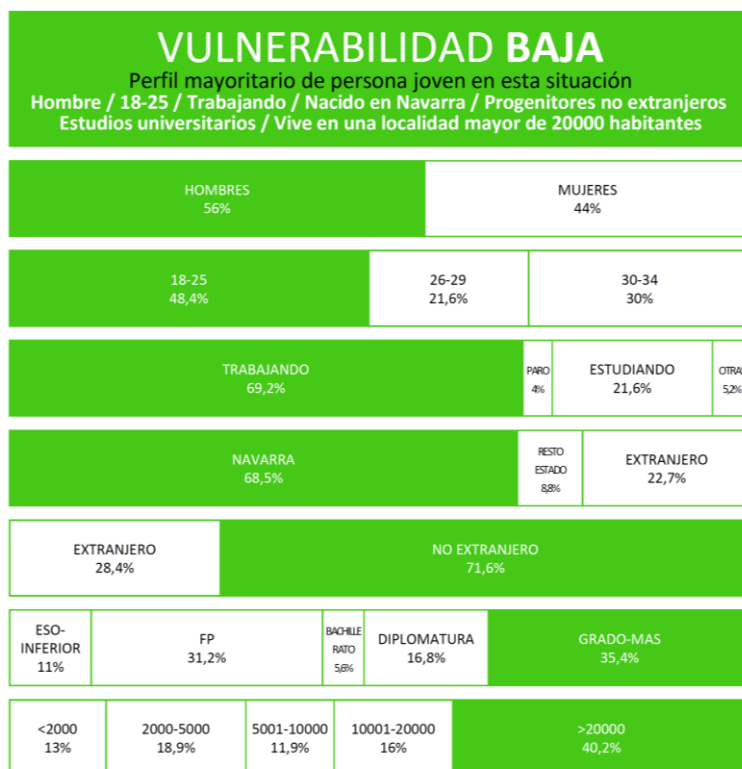 VULNERABILIDAD BAJA
Perfil mayoritario de persona joven en esta situación
Hombre / 18-25 / Trabajando / Nacido en Navarra / Progenitores no extranjeros
Estudios universitarios / Vive en una localidad mayor de 20000 habitantes
HOMBRES
56%
MUJERES
44%
18-25
48,4%
26-29
21,6%
30-34
30%
TRABAJANDO
69,2%
PARO
4%
ESTUDIANDO
21,6%
OTRAS
5,2%
NAVARRA
68,5%
RESTO
ESTADO
8,8%
EXTRANJERO
22,7%
EXTRANJERO
28,4%
NO EXTRANJERO
71,6%
ESO-
INFERIOR
11%
FP
31,2%
BACHILLE
RATO
5,6%
DIPLOMATURA
16,8%
GRADO-MAS
35,4%
<2000
13%
2000-5000
18,9%
5001-10000
11,9%
10001-20000
16%
>20000
40,2%